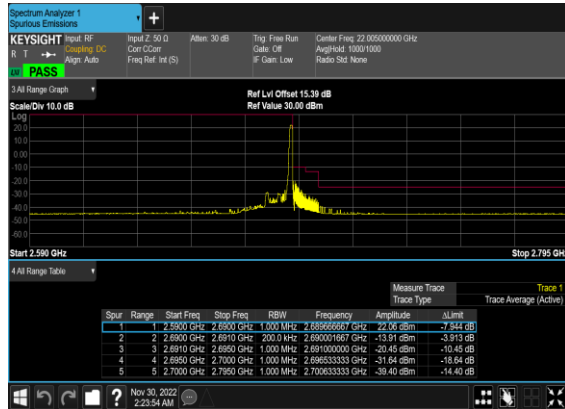 Spectrum Analyzer 1
Spurious Emissions
KEYSIGHT Input: RF Input Z: 50 Ω Atten: 30 dB Trig: Free Run Center Freq: 22.005000000 GHz
R T Coupling: DC Corr CCorr Gate: Off Avg|Hold: 1000/1000
Align: Auto Freq Ref: Int (S) IF Gain: Low Radio Std: None
PASS
3 All Range Graph Ref Lvl Offset 15.39 dB
Scale/Div 10.0 dB Ref Value 30.00 dBm
Log
20.0
10.0
0.00
-10.0
-20.0
-30.0
-40.0
-50.0
-60.0
Start 2.590 GHz Stop 2.795 GH
4 All Range Table
Measure Trace Trace 1
Trace Type Trace Average (Active)
Spur Range Start Freq Stop Freq RBW Frequency Amplitude ΔLimit
1 1 2.5900 GHz 2.6900 GHz 1.000 MHz 2.689666667 GHz 22.06 dBm -7.944 dB
2 2 2.6900 GHz 2.6910 GHz 200.0 kHz 2.690001667 GHz -13.91 dBm -3.913 dB
3 3 2.6910 GHz 2.6950 GHz 1.000 MHz 2.691000000 GHz -20.45 dBm -10.45 dB
4 4 2.6950 GHz 2.7000 GHz 1.000 MHz 2.696533333 GHz -31.64 dBm -18.64 dB
5 5 2.7000 GHz 2.7950 GHz 1.000 MHz 2.700633333 GHz -39.40 dBm -14.40 dB
Nov 30, 2022
2:23:54 AM